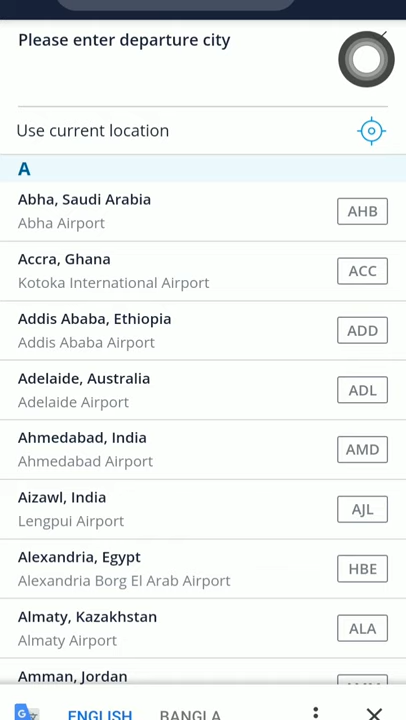 Please enter departure city
Use current location
A
Abha, Saudi Arabia
Abha Airport
AHB
Accra, Ghana
Kotoka International Airport
ACC
Addis Ababa, Ethiopia
Addis Ababa Airport
ADD
Adelaide, Australia
Adelaide Airport
ADL
Ahmedabad, India
Ahmedabad Airport
AMD
Aizawl, India
Lengpui Airport
AJL
Alexandria, Egypt
Alexandria Borg El Arab Airport
HBE
Almaty, Kazakhstan
Almaty Airport
ALA
Amman, Jordan
ENGLISH BANGLA